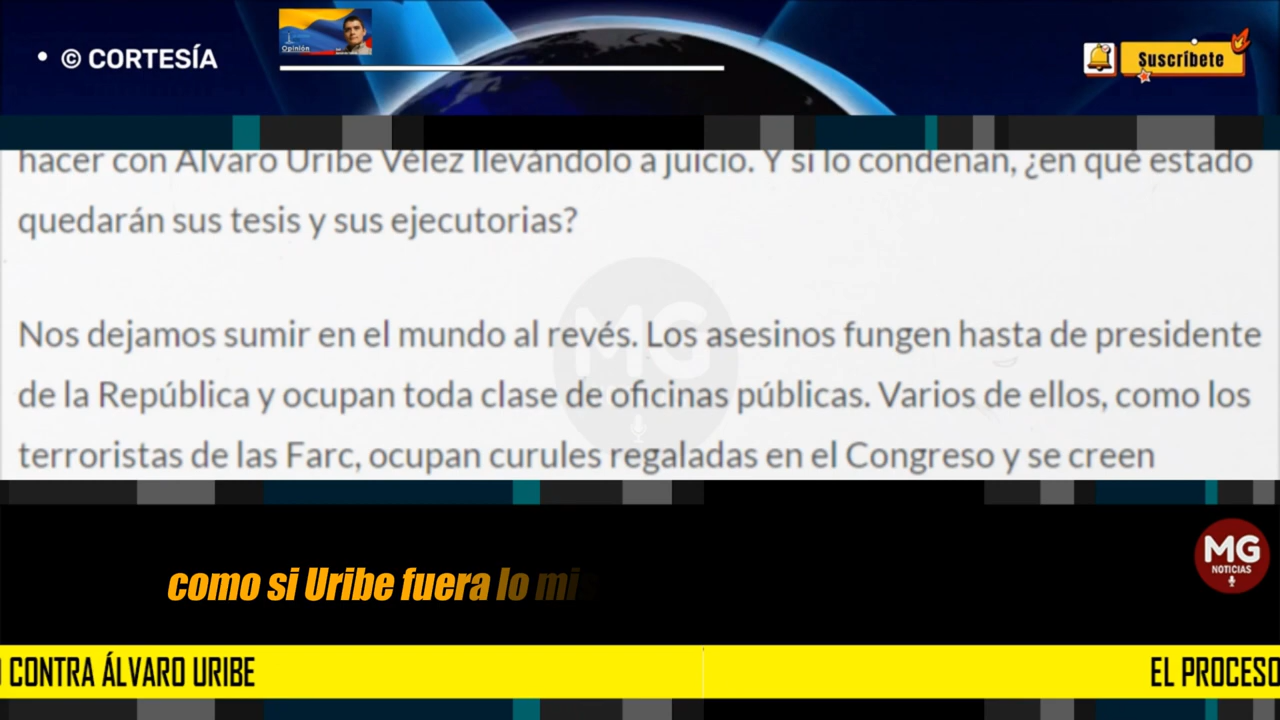 © CORTESÍA
Opinión
Suscríbete
hacer con Álvaro Uribe Vélez llevándolo a juicio. Y si lo condenan, ¿en qué estado
quedarán sus tesis y sus ejecutorias?
MG
Nos dejamos sumir en el mundo al revés. Los asesinos fungen hasta de presidente
de la República y ocupan toda clase de oficinas públicas. Varios de ellos, como los
terroristas de las Farc, ocupan curules regaladas en el Congreso y se creen
MG
NOTICIAS
como si Uribe fuera lo mis
CONTRA ÁLVARO URIBE
EL PROCESO